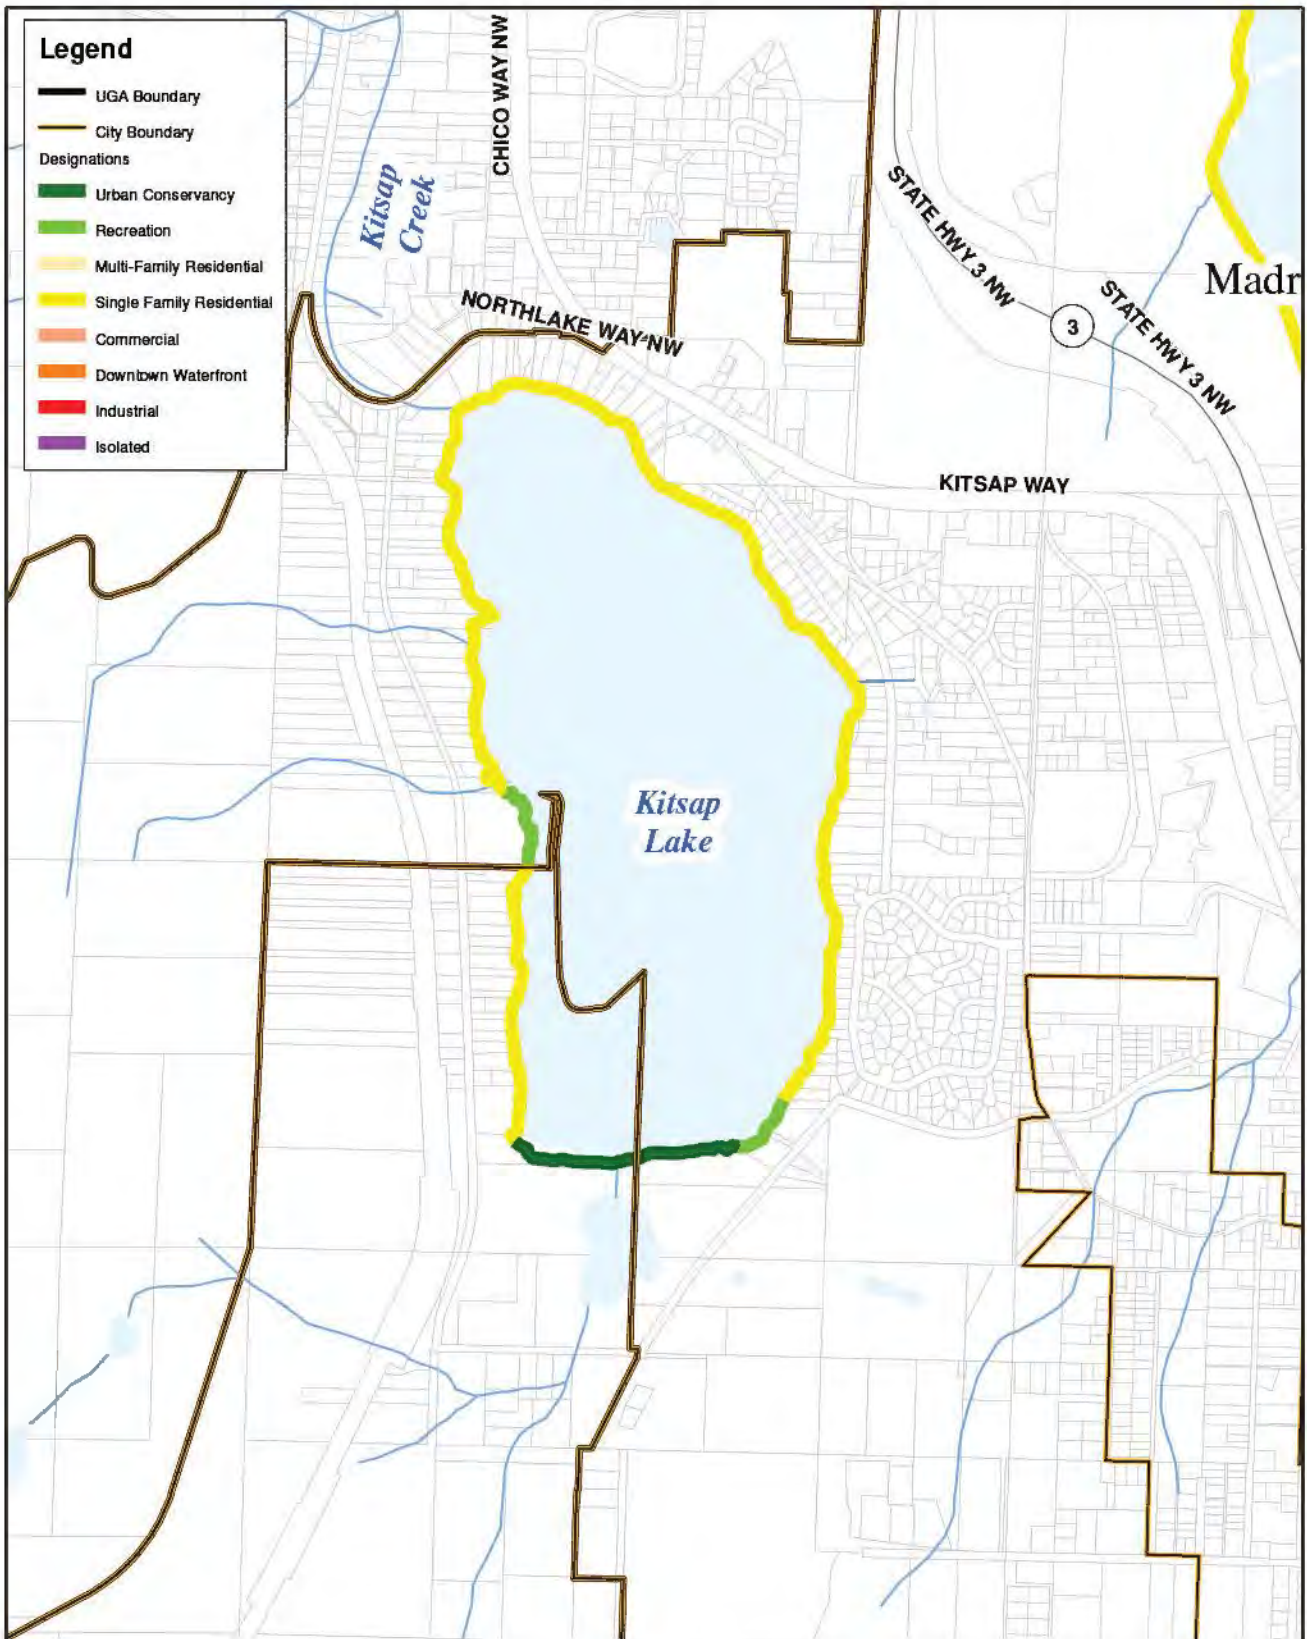 Legend
UGA Boundary
City Boundary
Designations
Urban Conservancy
Recreation
Multi-Family Residential
Single Family Residential
Commercial
Downtown Waterfront
Industrial
Isolated
CHICO WAY NW
Kitsap
Creek
NORTHLAKE WAY NW
STATE HWY 3 NW
3
STATE HWY 3 NW
Madr
KITSAP WAY
Kitsap
Lake